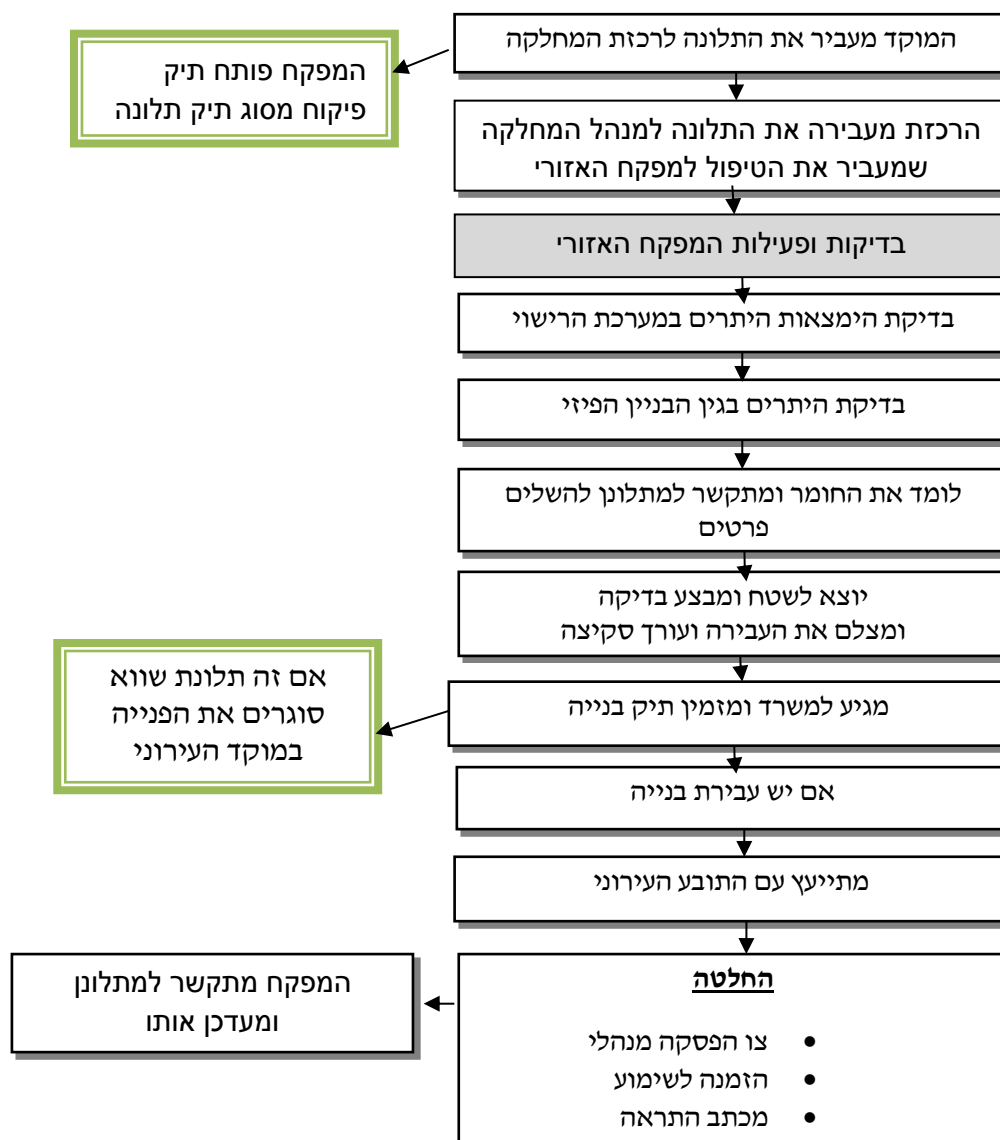 המוקד מעביר את התלונה לרכזת המחלקה
המפקח פותח תיק
פיקוח מסוג תיק תלונה
הרכזת מעבירה את התלונה למנהל המחלקה
שמעביר את הטיפול למפקח האזורי
בדיקות ופעילות המפקח האזורי
בדיקת הימצאות היתרים במערכת הרישוי
בדיקת היתרים בגין הבניין הפיזי
לומד את החומר ומתקשר למתלונן להשלים
פרטים
יוצא לשטח ומבצע בדיקה
ומצלם את העבירה ועורך סקיצה
מגיע למשרד ומזמין תיק בנייה
אם זה תלונת שווא
סוגרים את הפנייה
במוקד העירוני
אם יש עבירת בנייה
מתייעץ עם התובע העירוני
החלטה
• צו הפסקה מנהלי
• הזמנה לשימוע
• מכתב התראה
המפקח מתקשר למתלונן
ומעדכן אותו